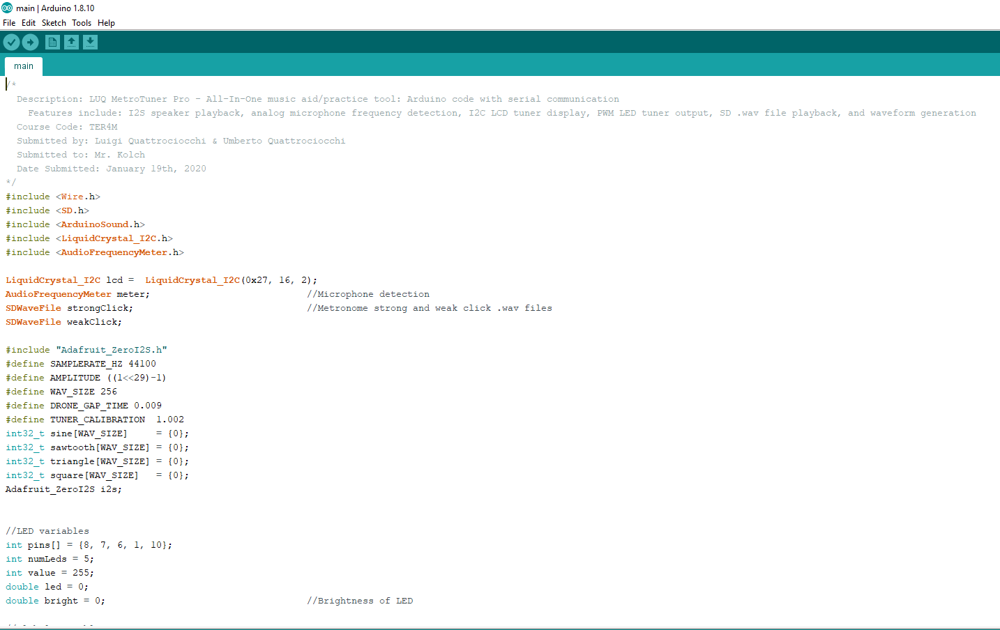 main | Arduino 1.8.10
File Edit Sketch Tools Help
main
/*
  Description: LUQ MetroTuner Pro - All-In-One music aid/practice tool: Arduino code with serial communication
    Features include: I2S speaker playback, analog microphone frequency detection, I2C LCD tuner display, PWM LED tuner output, SD .wav file playback, and waveform generation
  Course Code: TER4M
  Submitted by: Luigi Quattrociocchi & Umberto Quattrociocchi
  Submitted to: Mr. Kolch
  Date Submitted: January 19th, 2020
*/
#include <Wire.h>
#include <SD.h>
#include <ArduinoSound.h>
#include <LiquidCrystal_I2C.h>
#include <AudioFrequencyMeter.h>
LiquidCrystal_I2C lcd =  LiquidCrystal_I2C(0x27, 16, 2);
AudioFrequencyMeter meter;                            //Microphone detection
SDWaveFile strongClick;                               //Metronome strong and weak click .wav files
SDWaveFile weakClick;
#include "Adafruit_ZeroI2S.h"
#define SAMPLERATE_HZ 44100
#define AMPLITUDE ((1<<29)-1)
#define WAV_SIZE 256
#define DRONE_GAP_TIME 0.009
#define TUNER_CALIBRATION  1.002
int32_t sine[WAV_SIZE]     = {0};
int32_t sawtooth[WAV_SIZE] = {0};
int32_t triangle[WAV_SIZE] = {0};
int32_t square[WAV_SIZE]   = {0};
Adafruit_ZeroI2S i2s;
//LED variables
int pins[] = {8, 7, 6, 1, 10};
int numLeds = 5;
int value = 255;
double led = 0;
double bright = 0;                                    //Brightness of LED